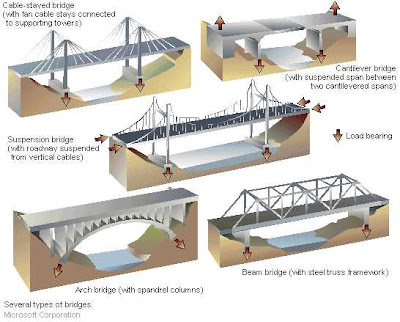 Cable-stayed bridge
(with fan cable stays connected
to supporting towers)
Cantilever bridge
(with suspended span between
two cantilevered spans)
Suspension bridge
(with roadway suspended
from vertical cables)
Load bearing
Arch bridge (with spandrel columns)
Beam bridge (with steel truss framework)
Several types of bridges
Microsoft Corporation